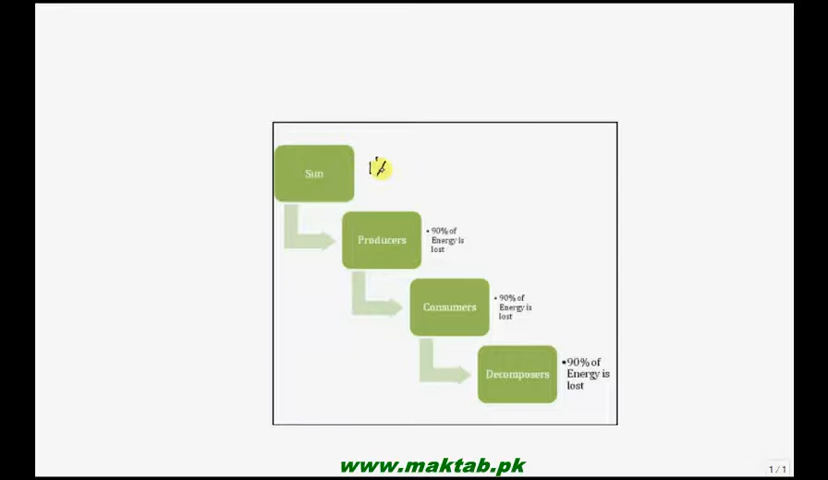 Sun
Producers
• 90% of
Energy is
lost
Consumers
• 90% of
Energy is
lost
Decomposers
•90% of
Energy is
lost
www.maktab.pk
1 / 1